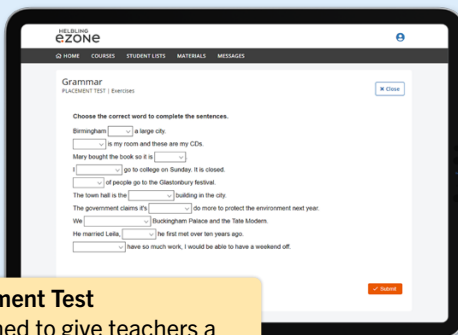 HELBLING
ezone
HOME COURSES STUDENT LISTS MATERIALS MESSAGES
Grammar
PLACEMENT TEST | Exercises
× Close
Choose the correct word to complete the sentences.
Birmingham a large city.
is my room and these are my CDs.
Mary bought the book so it is .
I go to college on Sunday. It is closed.
of people go to the Glastonbury festival.
The town hall is the building in the city.
The government claims it's do more to protect the environment next year.
We Buckingham Palace and the Tate Modern.
He married Leila, he first met over ten years ago.
have so much work, I would be able to have a weekend off.
Submit
Test
to give teachers a